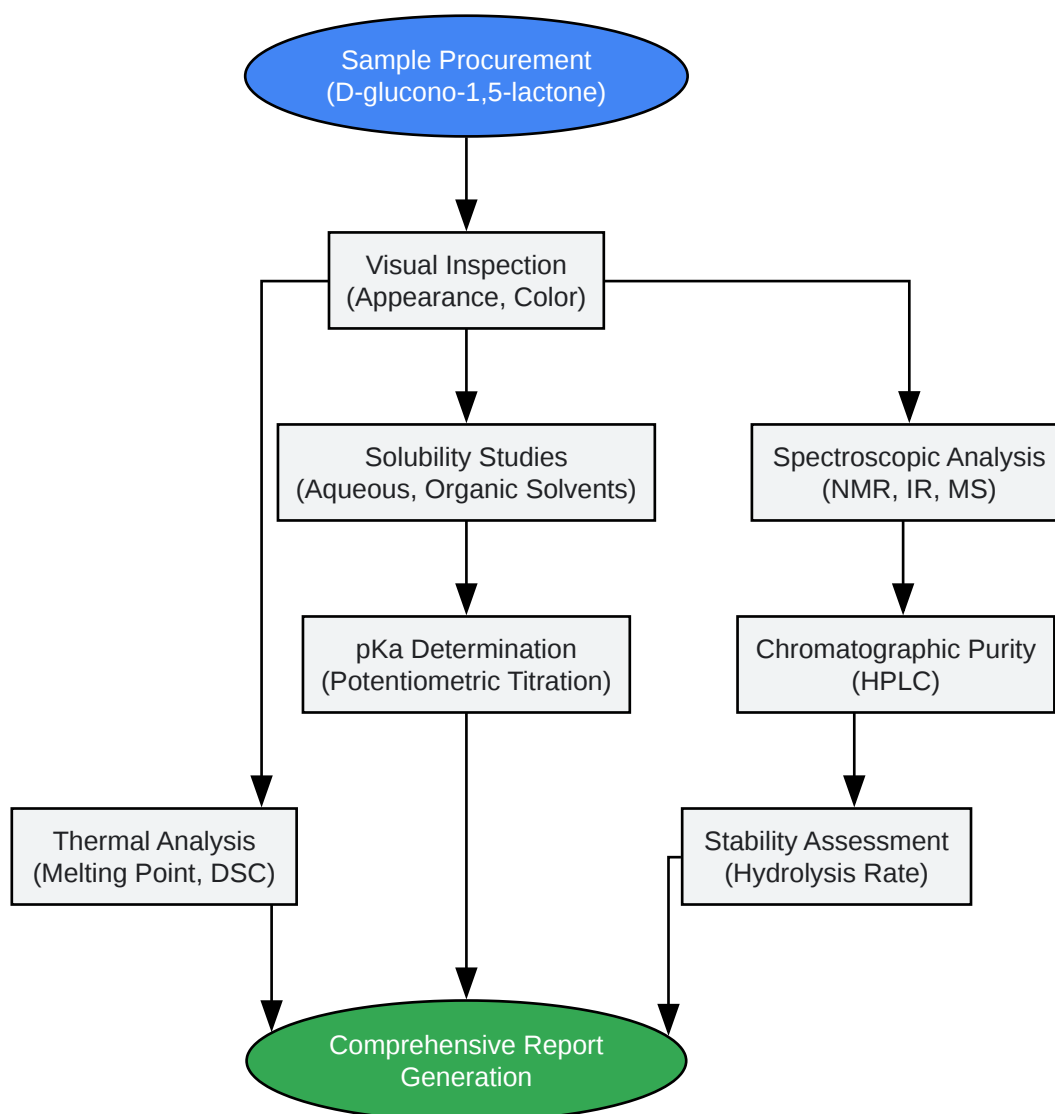 Sample Procurement
(D-glucono-1,5-lactone)
Visual Inspection
(Appearance, Color)
Solubility Studies
(Aqueous, Organic Solvents)
Spectroscopic Analysis
(NMR, IR, MS)
pKa Determination
(Potentiometric Titration)
Chromatographic Purity
(HPLC)
Thermal Analysis
(Melting Point, DSC)
Stability Assessment
(Hydrolysis Rate)
Comprehensive Report
Generation